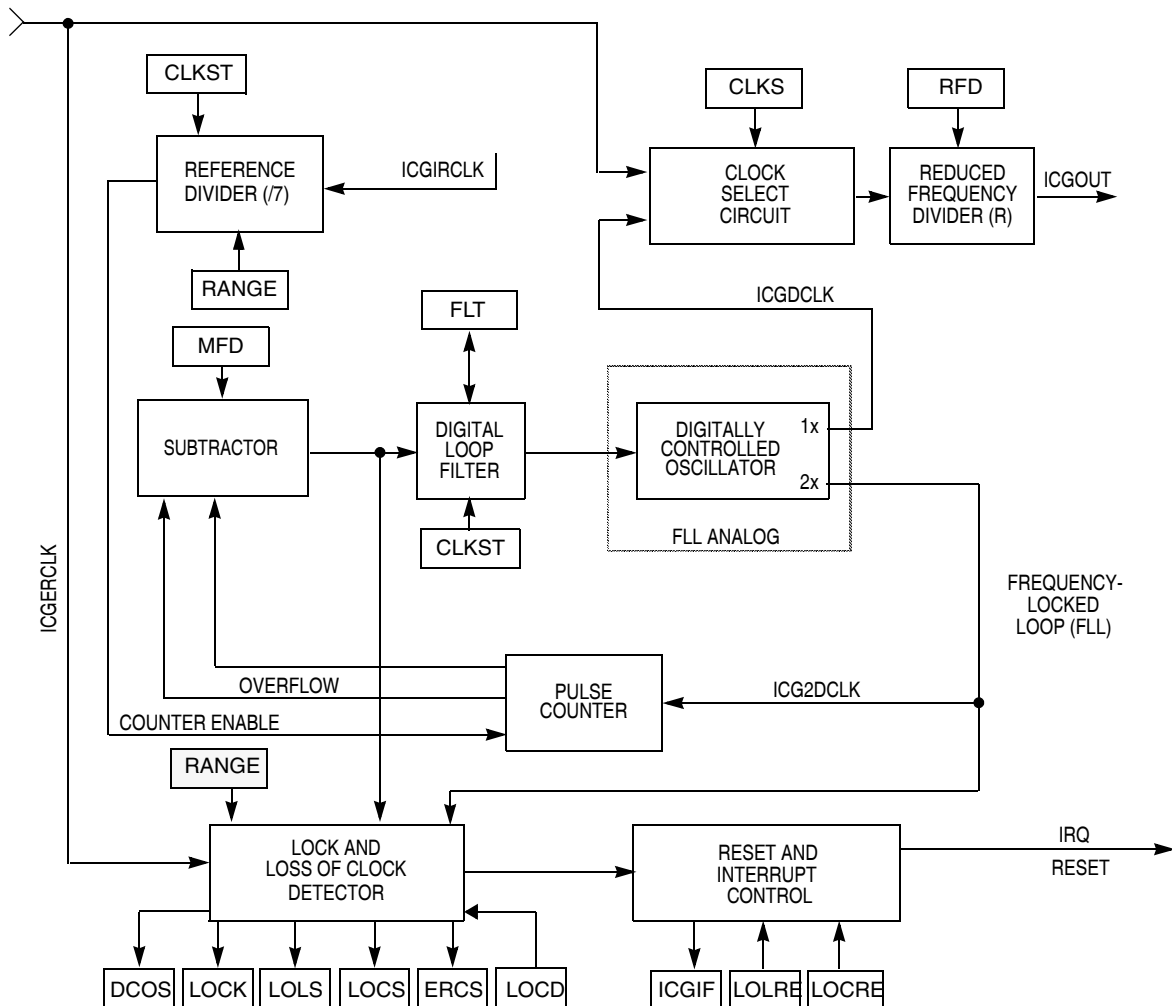 CLKST
CLKS
RFD
REFERENCE
DIVIDER (/7)
ICGIRCLK
CLOCK
SELECT
CIRCUIT
REDUCED
FREQUENCY
DIVIDER (R)
ICGOUT
RANGE
ICGDCLK
FLT
MFD
SUBTRACTOR
DIGITAL
LOOP
FILTER
DIGITALLY
CONTROLLED
OSCILLATOR
1x
2x
FLL ANALOG
CLKST
ICGERCLK
FREQUENCY-
LOCKED
LOOP (FLL)
OVERFLOW
PULSE
COUNTER
ICG2DCLK
COUNTER ENABLE
RANGE
LOCK AND
LOSS OF CLOCK
DETECTOR
RESET AND
INTERRUPT
CONTROL
IRQ
RESET
DCOS
LOCK
LOLS
LOCS
ERCS
LOCD
ICGIF
LOLRE
LOCRE